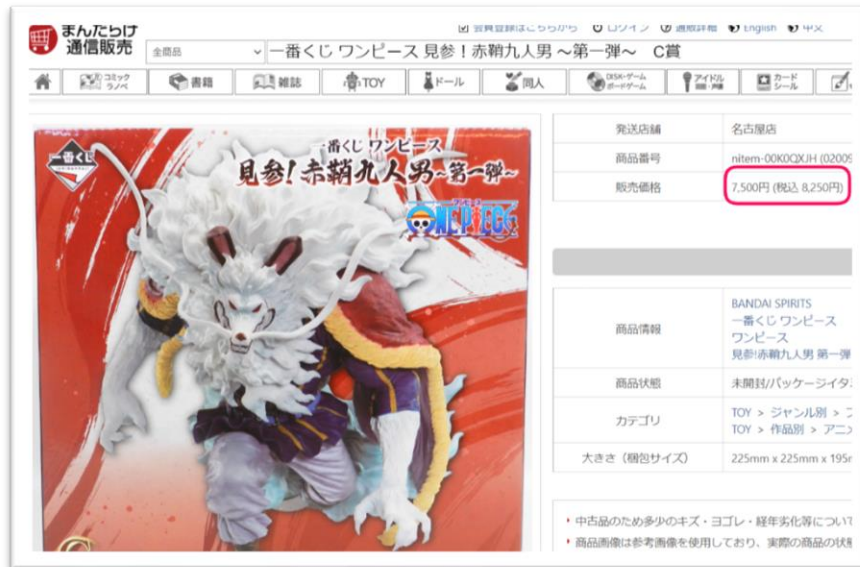 まんだらけ
通信販売
会員登録はこちらから ログイン 通販詳細 English 中文
全商品
一番くじ ワンピース 見参!赤鞘九人男 ~第一弾~ C賞
コミック
ラノベ
書籍
雑誌
TOY
ドール
同人
DISK・ゲーム
ボードゲーム
アイドル
カード
シール
発送店舗 名古屋店
商品番号 nitem-00K0QXJH (02009
販売価格 7,500円 (税込 8,250円)
一番くじ
一番くじ ワンピース
見参!赤鞘九人男~第一弾~
ワンピース
ONE PIECE
商品情報
BANDAI SPIRITS
一番くじ ワンピース
ワンピース
見参!赤鞘九人男 第一弾
商品状態 未開封/パッケージイタ
カテゴリ
TOY > ジャンル別 >
TOY > 作品別 > アニ
大きさ(梱包サイズ) 225mm x 225mm x 195m
C
中古品のため多少のキズ・ヨゴレ・経年劣化等につい
商品画像は参考画像を使用しており、実際の商品の状